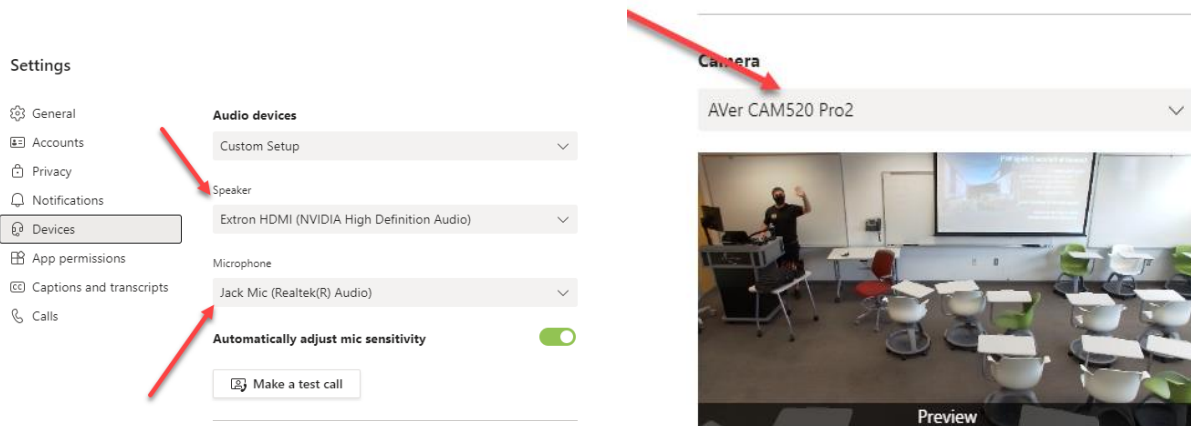 Settings
General
Accounts
Privacy
Notifications
Devices
App permissions
CC Captions and transcripts
Calls
Audio devices
Custom Setup
Speaker
Extron HDMI (NVIDIA High Definition Audio)
Microphone
Jack Mic (Realtek(R) Audio)
Automatically adjust mic sensitivity
Make a test call
Camera
AVer CAM520 Pro2
Preview